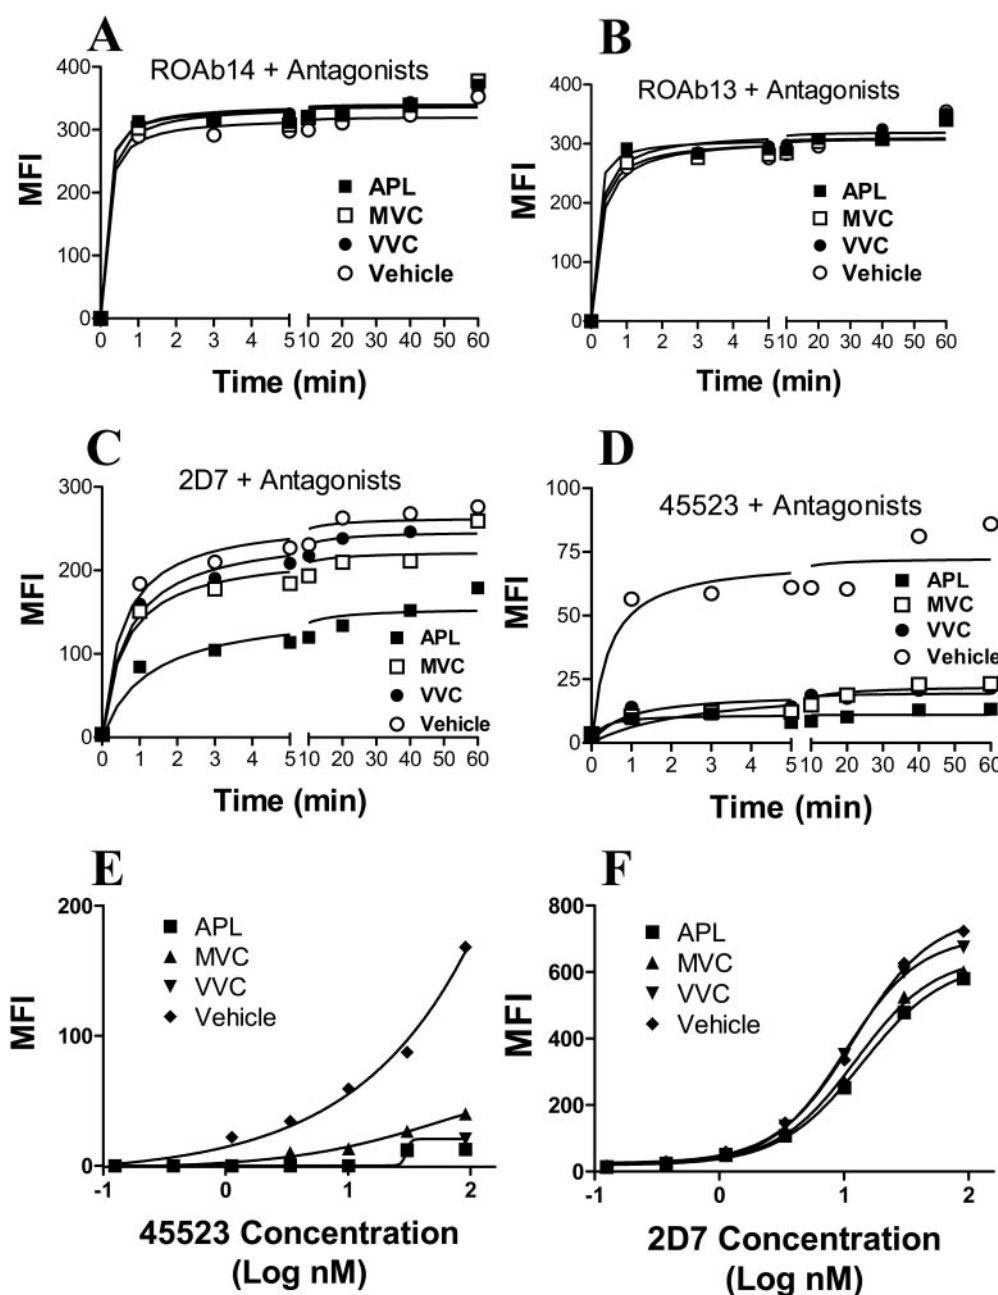 A
ROAb14 + Antagonists
MFI
400
300
200
100
0
APL
MVC
VVC
Vehicle
0 1 2 3 4 5 10 20 30 40 50 60
Time (min)
B
ROAb13 + Antagonists
MFI
400
300
200
100
0
APL
MVC
VVC
Vehicle
0 1 2 3 4 5 10 20 30 40 50 60
Time (min)
C
2D7 + Antagonists
MFI
300
200
100
0
APL
MVC
VVC
Vehicle
0 1 2 3 4 5 10 20 30 40 50 60
Time (min)
D
45523 + Antagonists
MFI
100
75
50
25
0
APL
MVC
VVC
Vehicle
0 1 2 3 4 5 10 20 30 40 50 60
Time (min)
E
MFI
200
100
0
APL
MVC
VVC
Vehicle
-1 0 1 2
45523 Concentration
(Log nM)
F
MFI
800
600
400
200
0
APL
MVC
VVC
Vehicle
-1 0 1 2
2D7 Concentration
(Log nM)